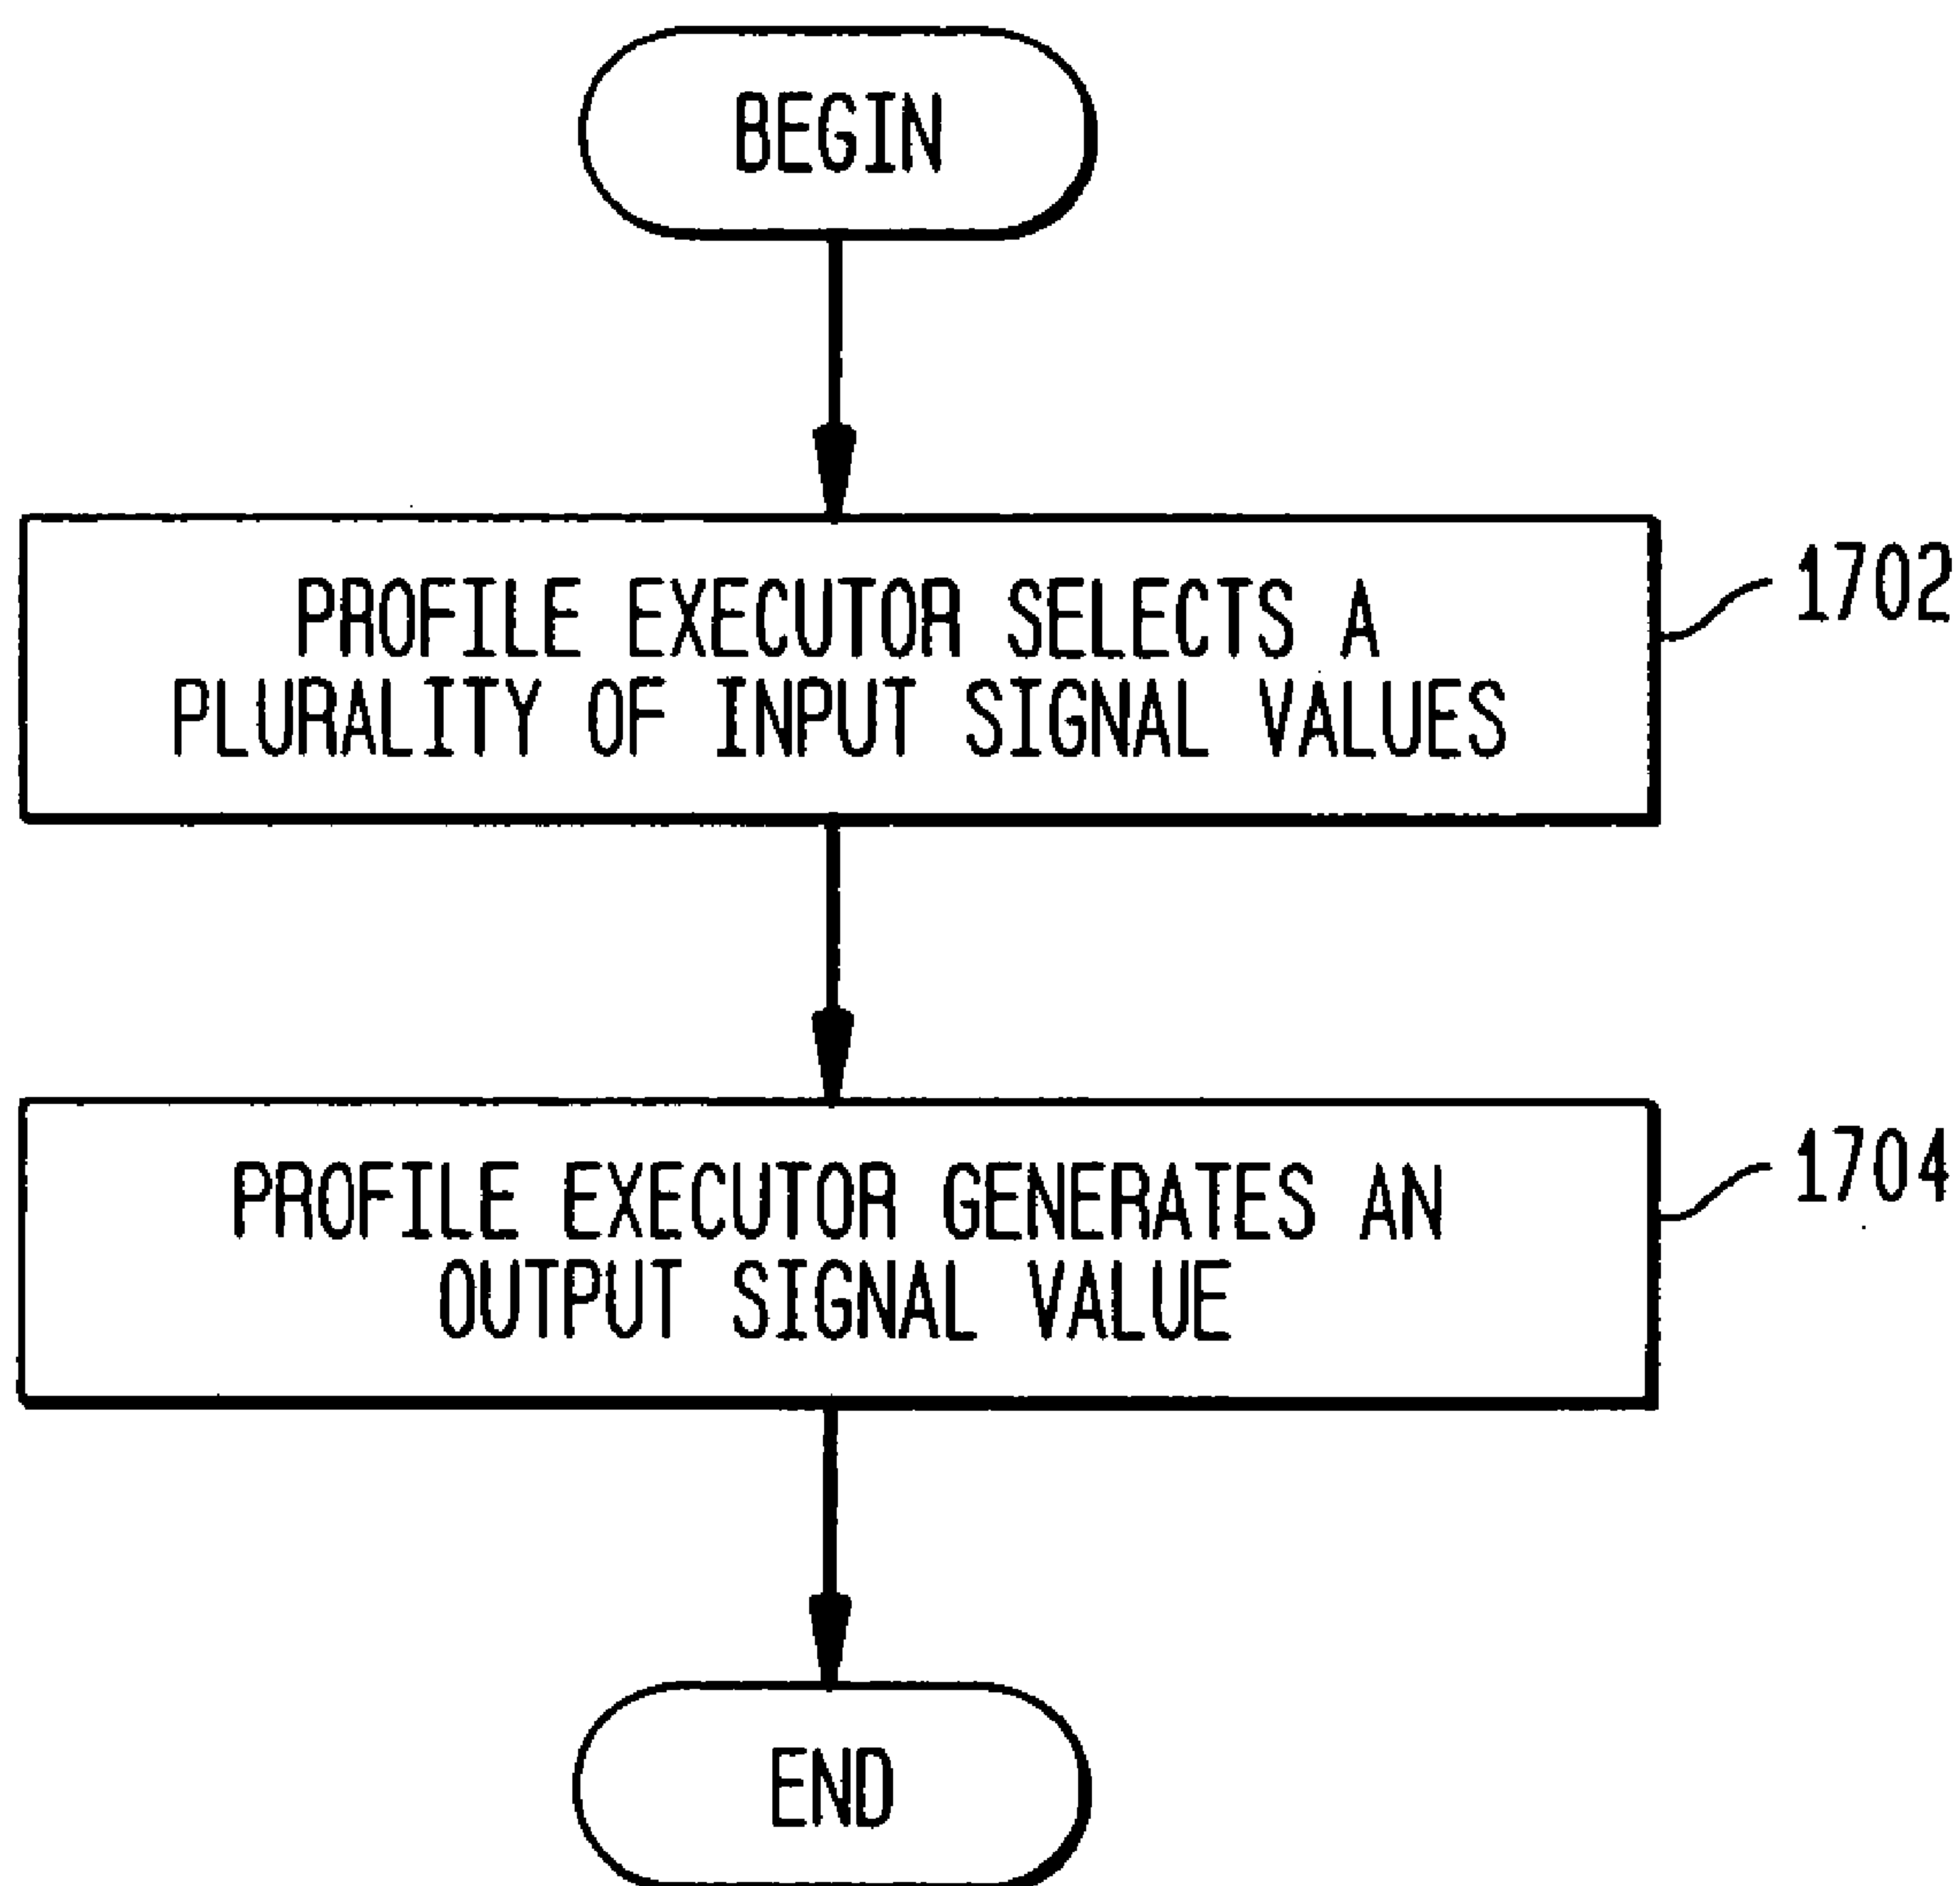 BEGIN
PROFILE EXECUTOR SELECTS A
PLURALITY OF INPUT SIGNAL VALUES
1702
PROFILE EXECUTOR GENERATES AN
OUTPUT SIGNAL VALUE
1704
END